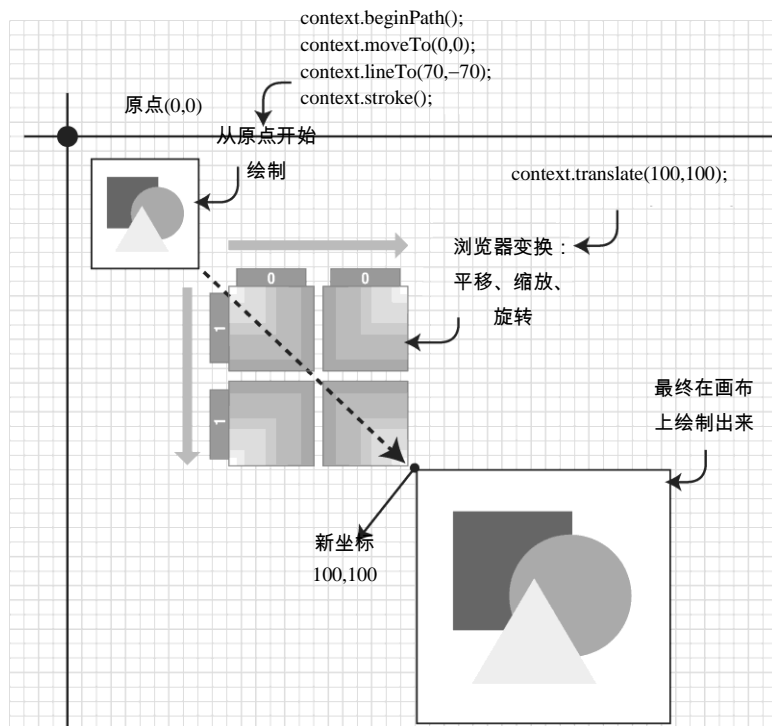 context.beginPath();
context.moveTo(0,0);
context.lineTo(70,–70);
context.stroke();
原点(0,0)
从原点开始
绘制
context.translate(100,100);
浏览器变换：
平移、缩放、
旋转
0
0
1
1
最终在画布
上绘制出来
新坐标
100,100